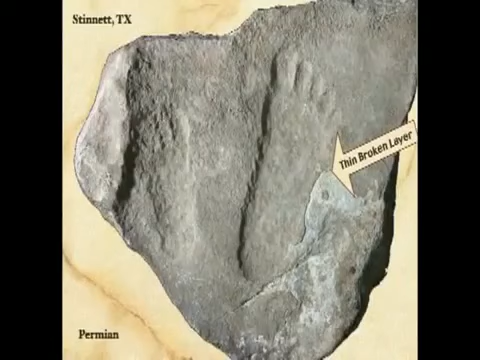 Stinnett, TX
Thin Broken Layer
Permian